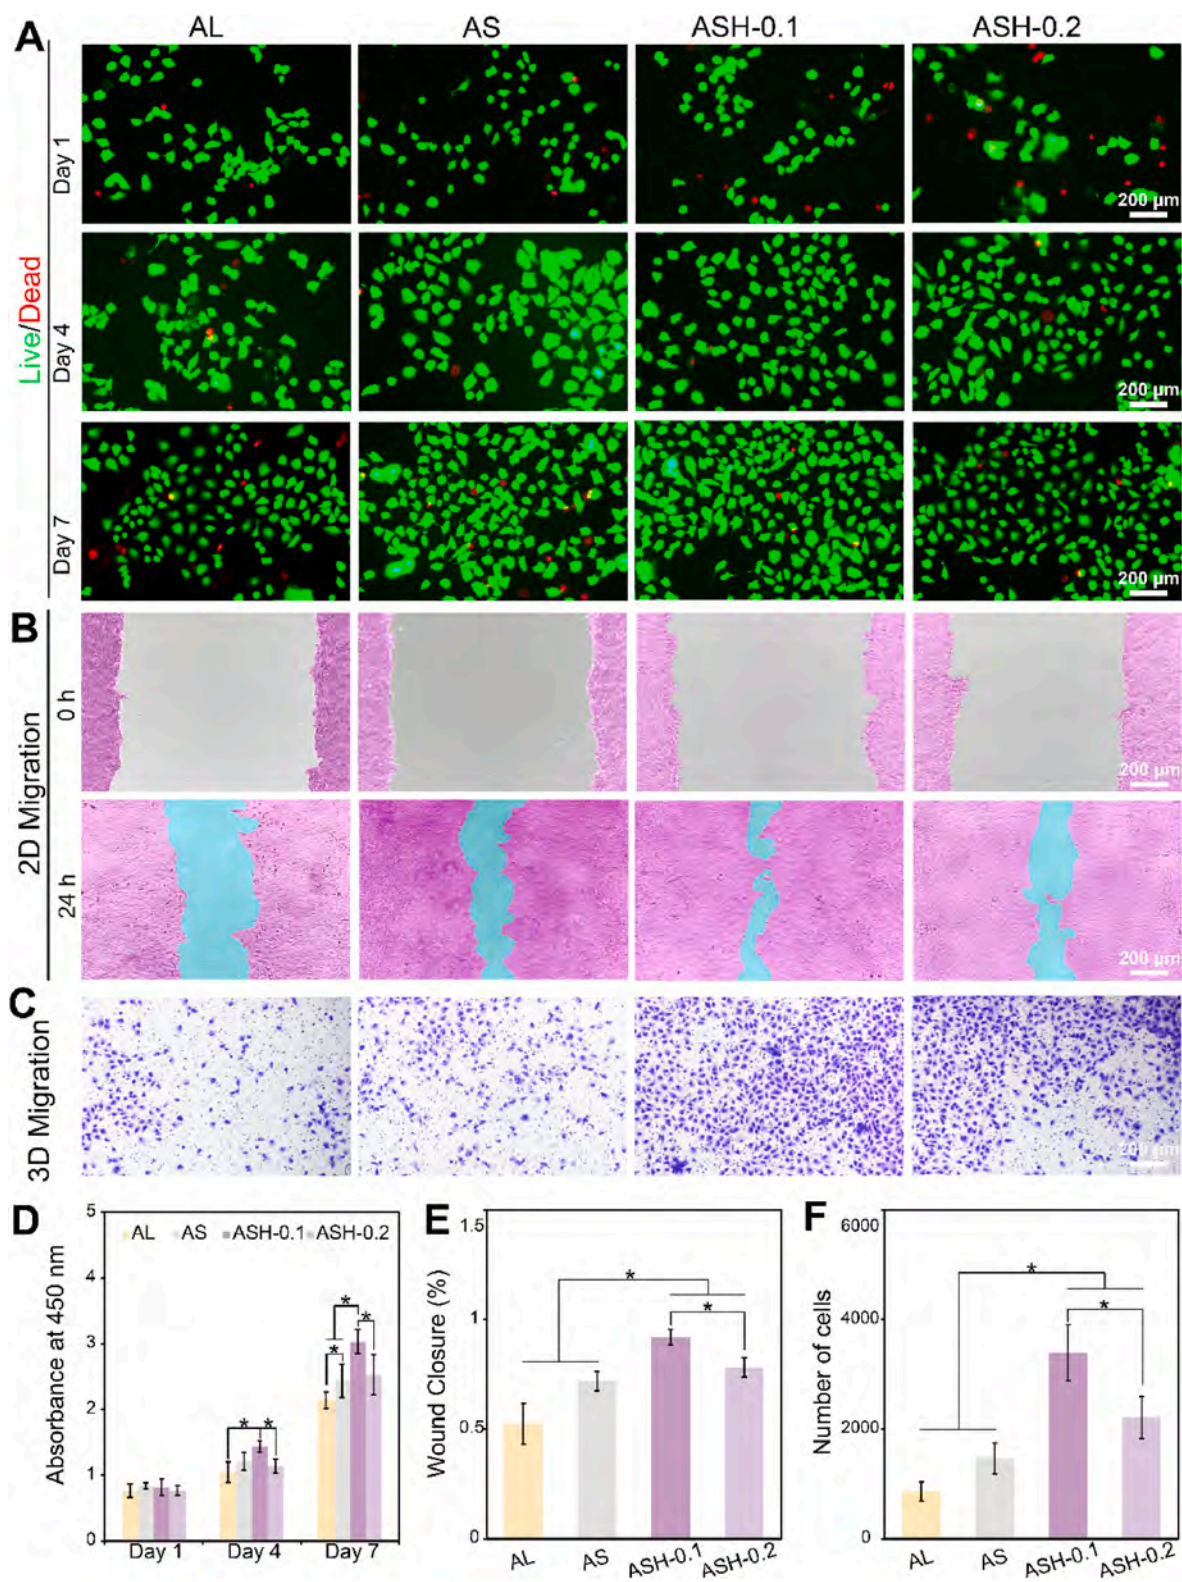 A
AL
AS
ASH-0.1
ASH-0.2
Live/Dead
Day 1
200 µm
Day 4
200 µm
Day 7
200 µm
B
2D Migration
0 h
200 µm
24 h
200 µm
C
3D Migration
200 µm
D
AL AS ASH-0.1 ASH-0.2
Absorbance at 450 nm
5
4
3
2
1
0
* * *
* *
*
Day 1 Day 4 Day 7
E
Wound Closure (%)
1.5
1
0.5
0
*
*
AL AS ASH-0.1 ASH-0.2
F
Number of cells
6000
4000
2000
0
*
*
AL AS ASH-0.1 ASH-0.2